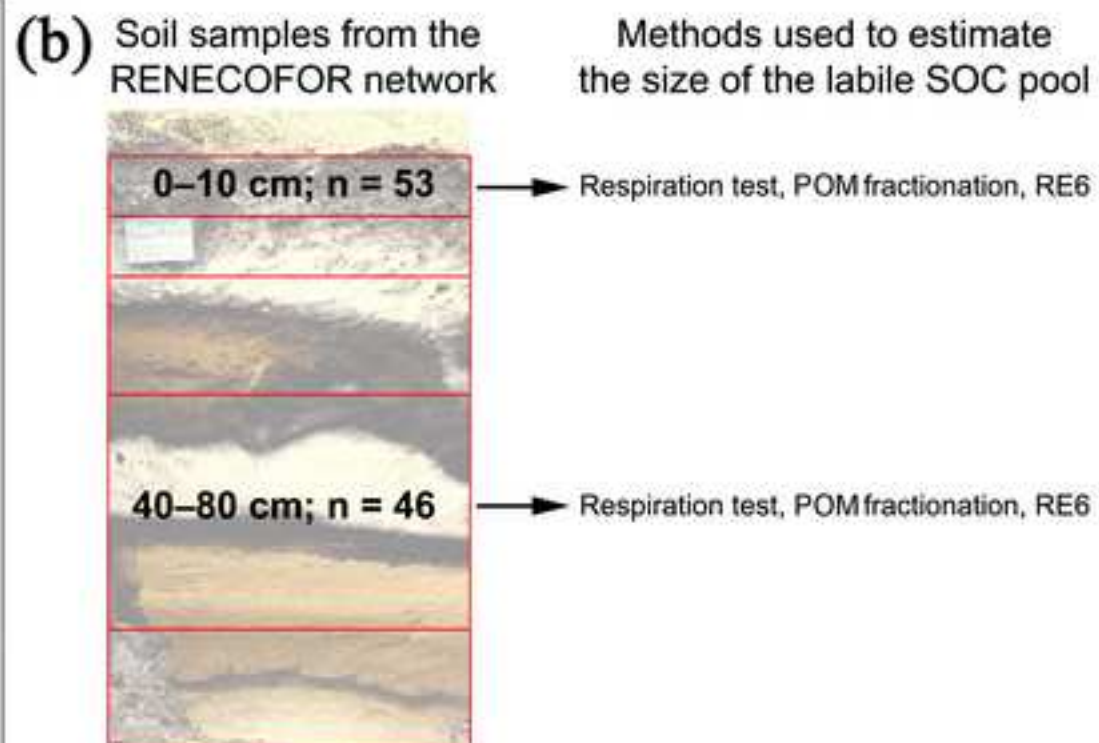 (b) Soil samples from the
RENECOFOR network
Methods used to estimate
the size of the labile SOC pool
0–10 cm; n = 53
Respiration test, POM fractionation, RE6
40–80 cm; n = 46
Respiration test, POM fractionation, RE6